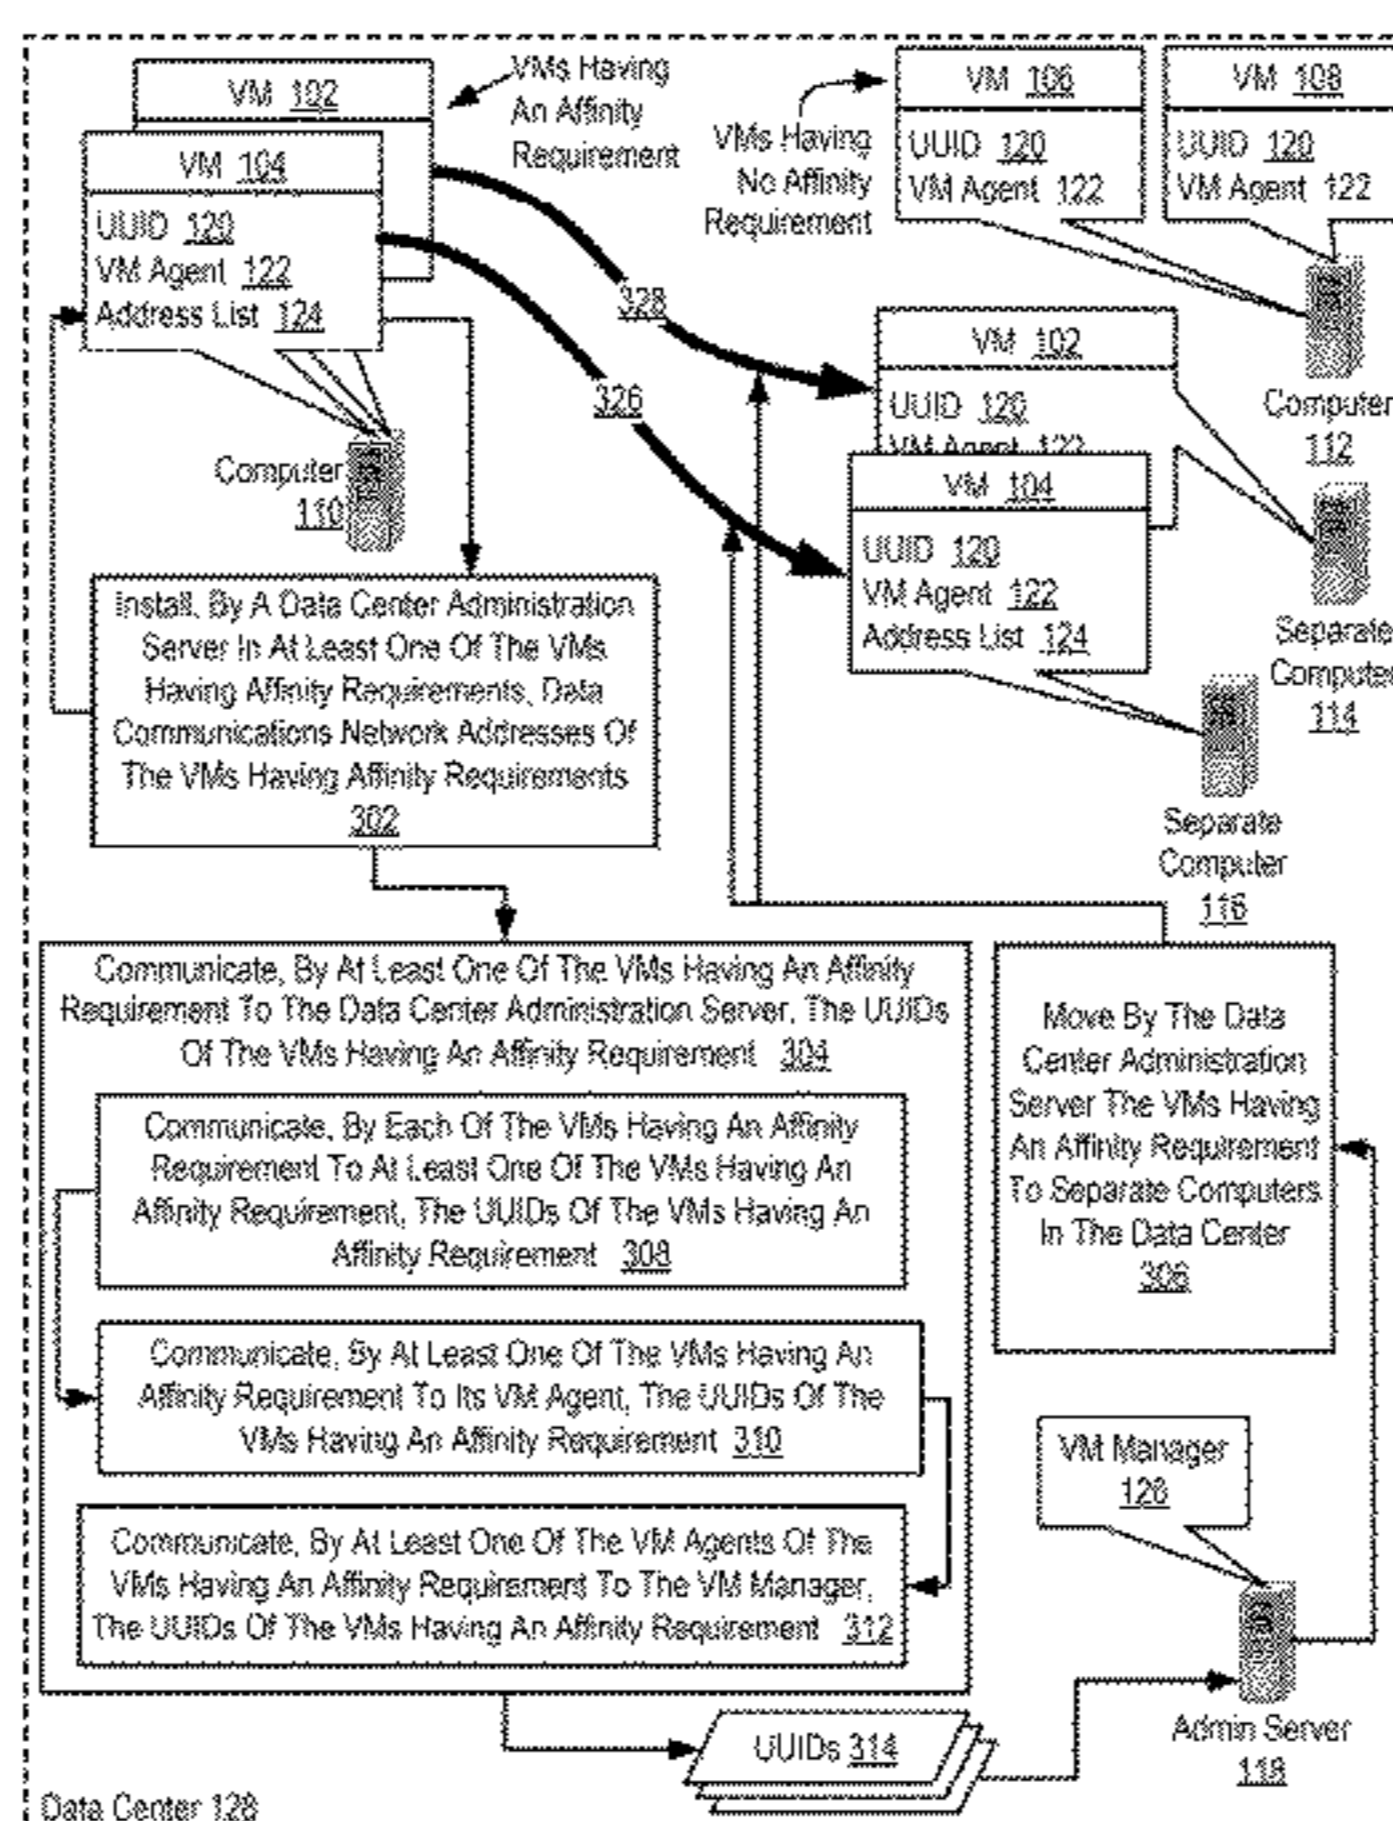 VM 102
VMs Having
An Affinity
Requirement
VM 104
UUID 120
VM Agent 122
Address List 124
Computer
110
VMs Having
No Affinity
Requirement
VM 106
UUID 120
VM Agent 122
VM 108
UUID 120
VM Agent 122
Computer
112
328
326
VM 102
UUID 120
VM Agent 122
VM 104
UUID 120
VM Agent 122
Address List 124
Separate
Computer
114
Separate
Computer
116
Install, By A Data Center Administration
Server In At Least One Of The VMs
Having Affinity Requirements, Data
Communications Network Addresses Of
The VMs Having Affinity Requirements
302
Communicate, By At Least One Of The VMs Having An Affinity
Requirement To The Data Center Administration Server, The UUIDs
Of The VMs Having An Affinity Requirement 304
Communicate, By Each Of The VMs Having An Affinity
Requirement To At Least One Of The VMs Having An
Affinity Requirement, The UUIDs Of The VMs Having An
Affinity Requirement 308
Communicate, By At Least One Of The VMs Having An
Affinity Requirement To Its VM Agent, The UUIDs Of The
VMs Having An Affinity Requirement 310
Communicate, By At Least One Of The VM Agents Of The
VMs Having An Affinity Requirement To The VM Manager,
The UUIDs Of The VMs Having An Affinity Requirement 312
Move By The Data
Center Administration
Server The VMs Having
An Affinity Requirement
To Separate Computers
In The Data Center
306
VM Manager
126
Admin Server
118
UUIDs 314
Data Center 128